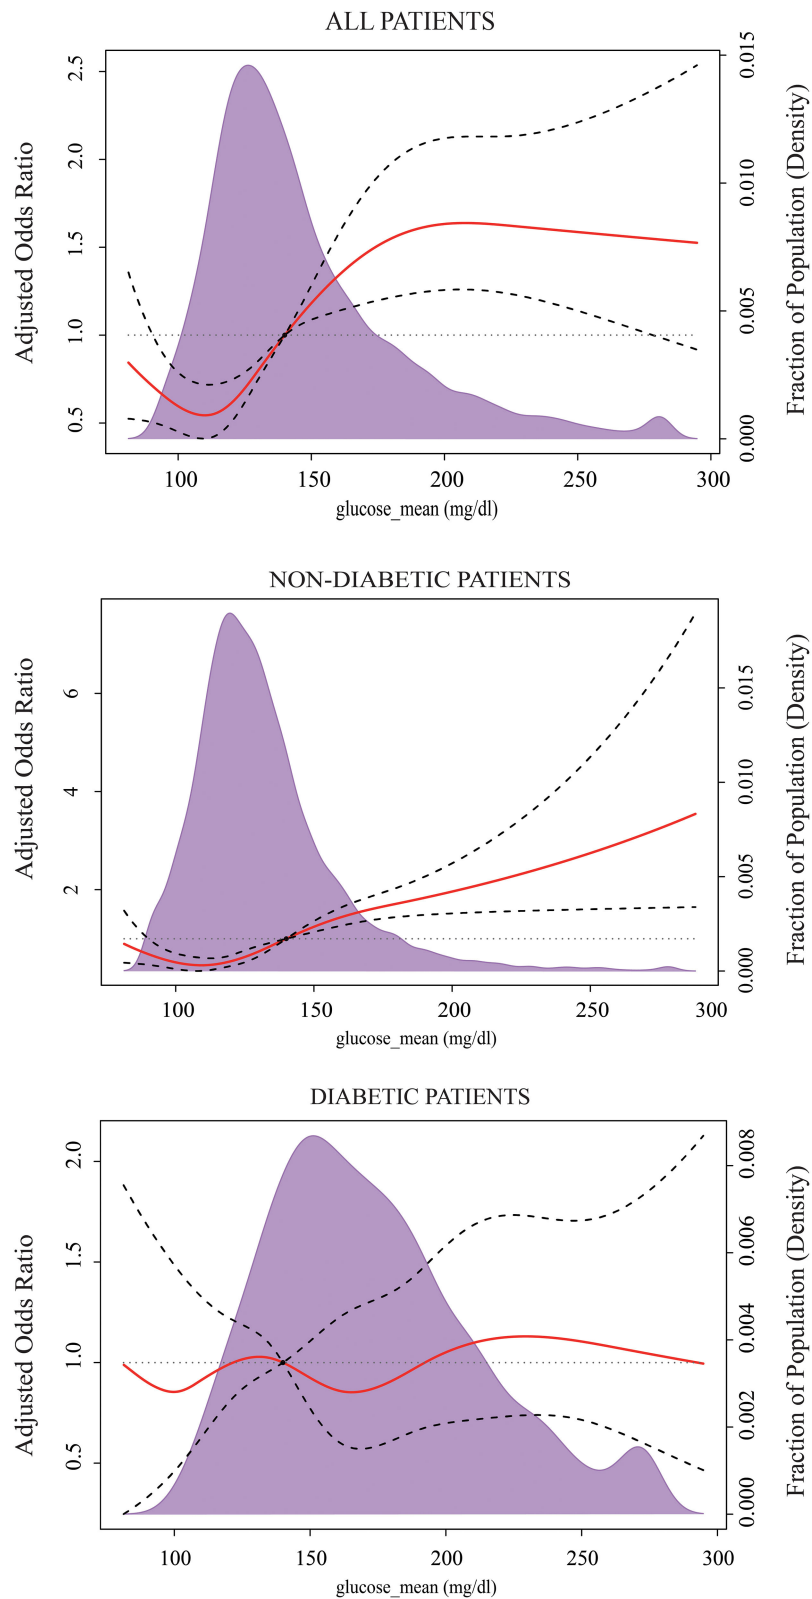 ALL PATIENTS
Adjusted Odds Ratio
2.5
2.0
1.5
1.0
0.5
0.015
0.010
0.005
0.000
Fraction of Population (Density)
100 150 200 250 300
glucose_mean (mg/dl)
NON-DIABETIC PATIENTS
Adjusted Odds Ratio
6
4
2
0.015
0.010
0.005
0.000
Fraction of Population (Density)
100 150 200 250 300
glucose_mean (mg/dl)
DIABETIC PATIENTS
Adjusted Odds Ratio
2.0
1.5
1.0
0.5
0.008
0.006
0.004
0.002
0.000
Fraction of Population (Density)
100 150 200 250 300
glucose_mean (mg/dl)